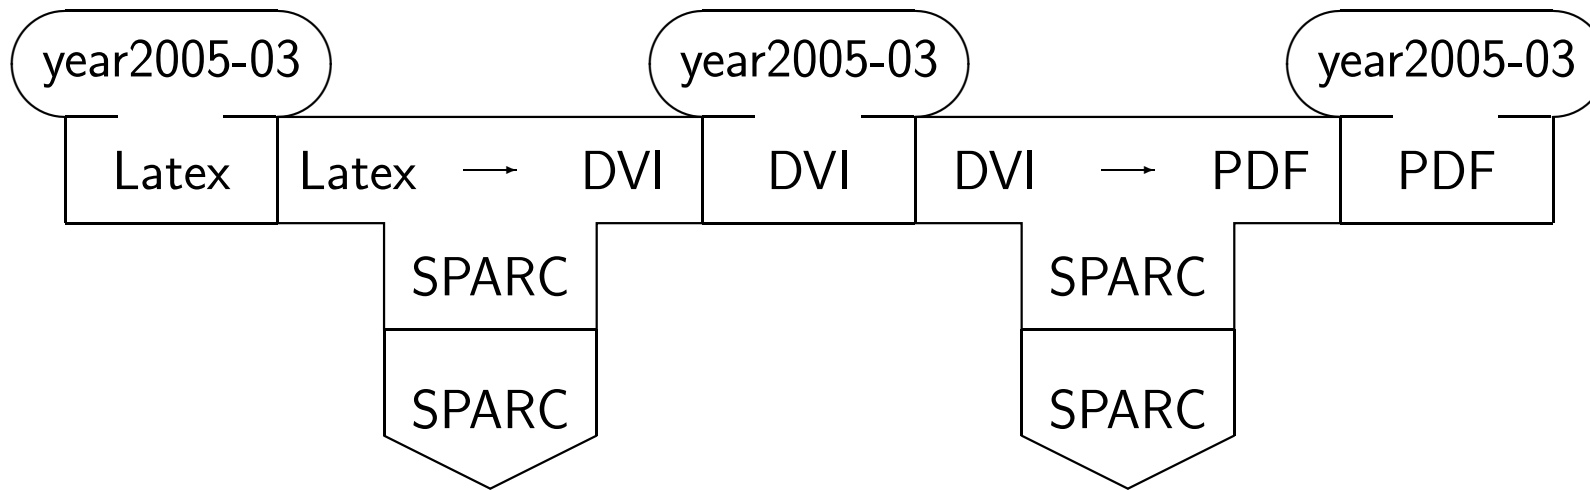 year2005-03 year2005-03 year2005-03
Latex Latex → DVI DVI DVI → PDF PDF
SPARC SPARC
SPARC SPARC